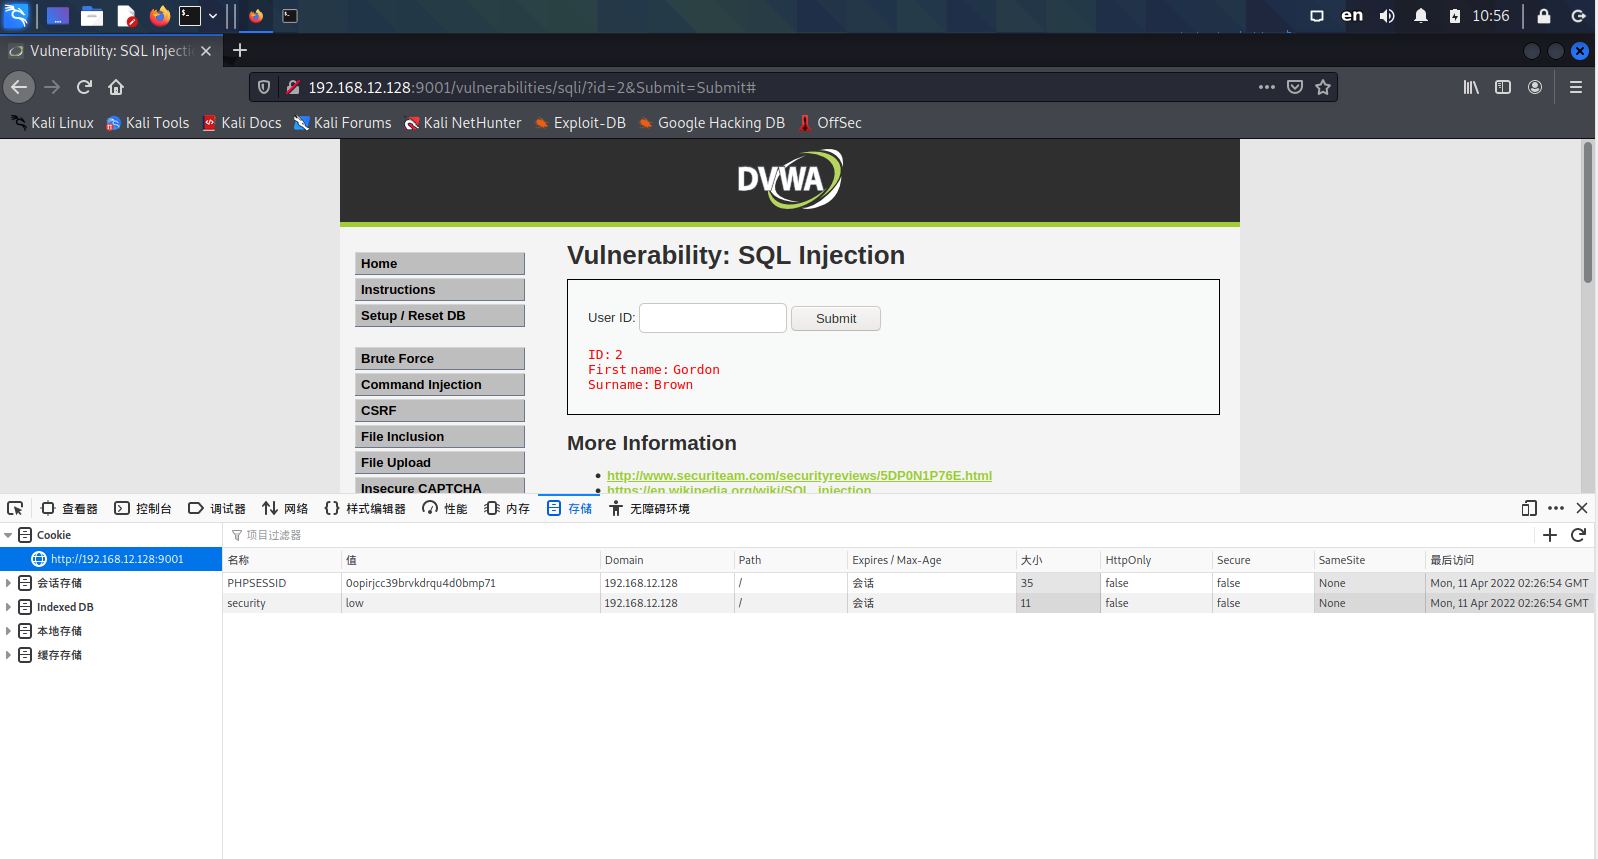 en 10:56
Vulnerability: SQL Injectio
192.168.12.128:9001/vulnerabilities/sqli/?id=2&Submit=Submit#
Kali Linux Kali Tools Kali Docs Kali Forums Kali NetHunter Exploit-DB Google Hacking DB OffSec
DVWA
Vulnerability: SQL Injection
Home
Instructions
Setup / Reset DB
Brute Force
Command Injection
CSRF
File Inclusion
File Upload
Insecure CAPTCHA
User ID: Submit
ID: 2
First name: Gordon
Surname: Brown
More Information
http://www.securiteam.com/securityreviews/5DP0N1P76E.html
https://en.wikipedia.org/wiki/SQL_injection
查看器 控制台 调试器 网络 样式编辑器 性能 内存 存储 无障碍环境
Cookie
http://192.168.12.128:9001
会话存储
Indexed DB
本地存储
缓存存储
项目过滤器
名称 值 Domain Path Expires / Max-Age 大小 HttpOnly Secure SameSite 最后访问
PHPSESSID 0opirjcc39brvkdrqu4d0bmp71 192.168.12.128 / 会话 35 false false None Mon, 11 Apr 2022 02:26:54 GMT
security low 192.168.12.128 / 会话 11 false false None Mon, 11 Apr 2022 02:26:54 GMT